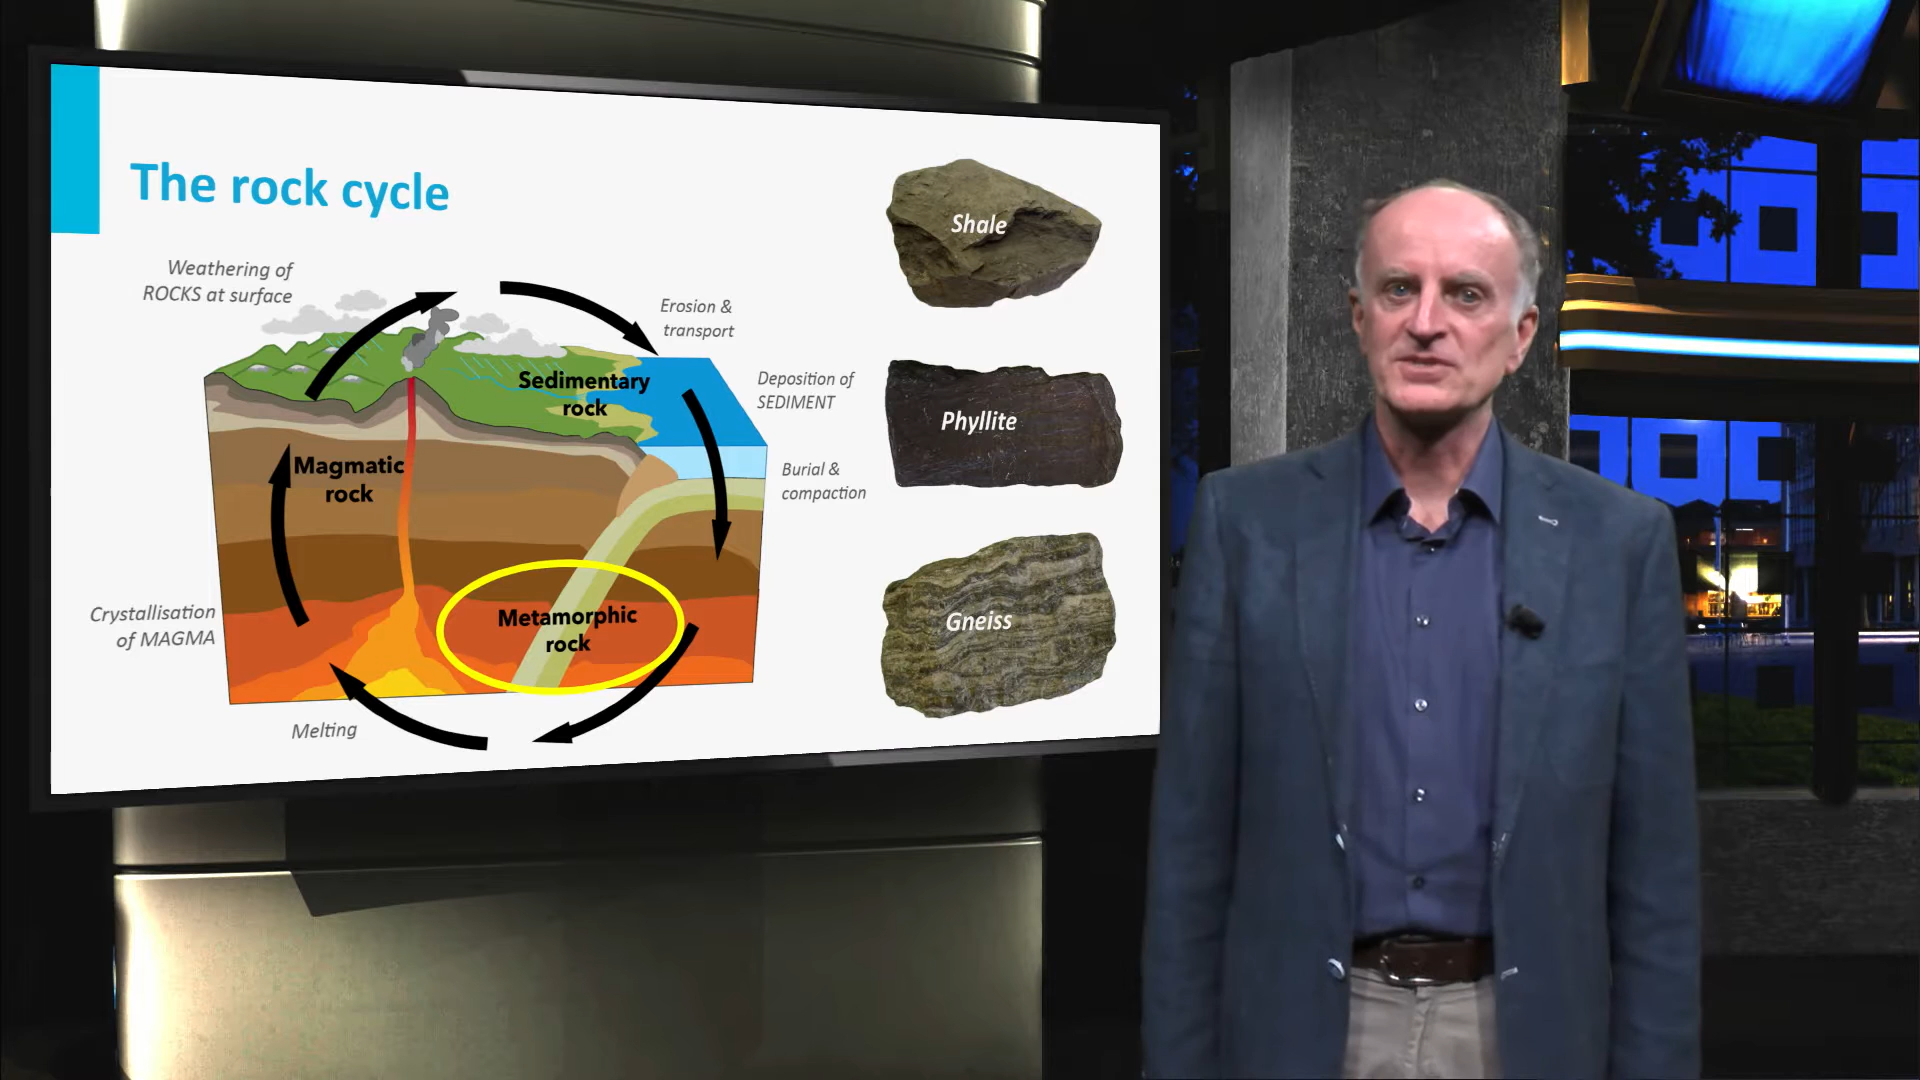 The rock cycle
Weathering of
ROCKS at surface
Erosion &
transport
Sedimentary
rock
Deposition of
SEDIMENT
Magmatic
rock
Burial &
compaction
Metamorphic
rock
Crystallisation
of MAGMA
Melting
Shale
Phyllite
Gneiss